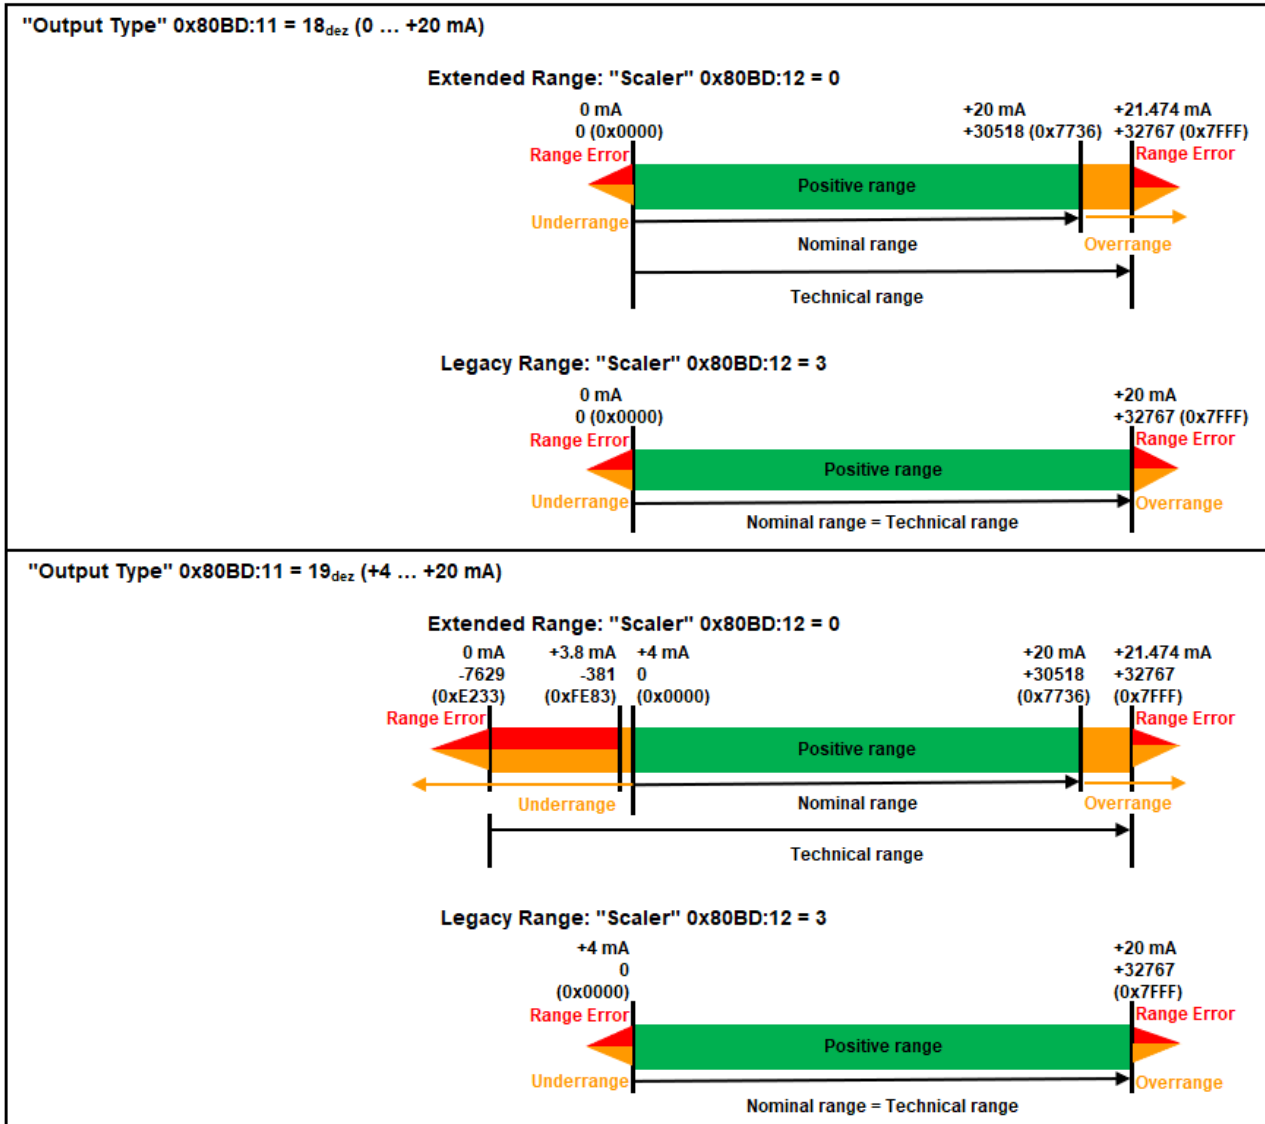 "Output Type" 0x80BD:11 = 18dez (0 … +20 mA)
Extended Range: "Scaler" 0x80BD:12 = 0
0 mA +20 mA +21.474 mA
0 (0x0000) +30518 (0x7736) +32767 (0x7FFF)
Range Error Range Error
Positive range
Underrange Nominal range Overrange
Technical range
Legacy Range: "Scaler" 0x80BD:12 = 3
0 mA +20 mA
0 (0x0000) +32767 (0x7FFF)
Range Error Range Error
Positive range
Underrange Overrange
Nominal range = Technical range
"Output Type" 0x80BD:11 = 19dez (+4 … +20 mA)
Extended Range: "Scaler" 0x80BD:12 = 0
0 mA +3.8 mA +4 mA +20 mA +21.474 mA
-7629 -381 0 +30518 +32767
(0xE233) (0xFE83) (0x0000) (0x7736) (0x7FFF)
Range Error Range Error
Positive range
Underrange Nominal range Overrange
Technical range
Legacy Range: "Scaler" 0x80BD:12 = 3
+4 mA +20 mA
0 +32767
(0x0000) (0x7FFF)
Range Error Range Error
Positive range
Underrange Overrange
Nominal range = Technical range